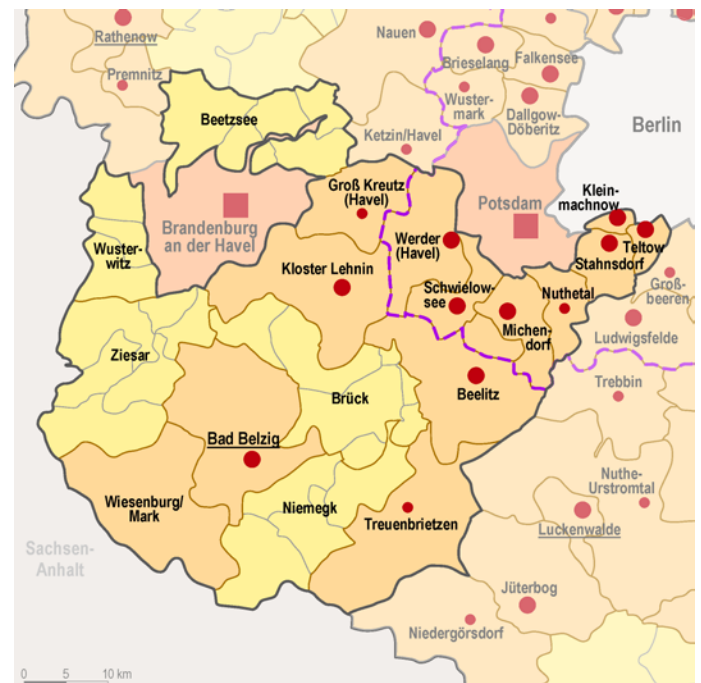 Rathenow
Nauen
Brieselang
Falkensee
Premnitz
Wuster-
mark
Dallgow-
Döberitz
Beetzsee
Ketzin/Havel
Berlin
Groß Kreutz
(Havel)
Klein-
machnow
Potsdam
Brandenburg
an der Havel
Werder
(Havel)
Teltow
Stahnsdorf
Wuster-
witz
Kloster Lehnin
Schwielow-
see
Nuthetal
Groß-
beeren
Michen-
dorf
Ludwigsfelde
Ziesar
Brück
Beelitz
Trebbin
Bad Belzig
Wiesenburg/
Mark
Niemegk
Treuenbrietzen
Nuthe-
Urstromtal
Luckenwalde
Sachsen-
Anhalt
Jüterbog
Niedergörsdorf
0 5 10 km